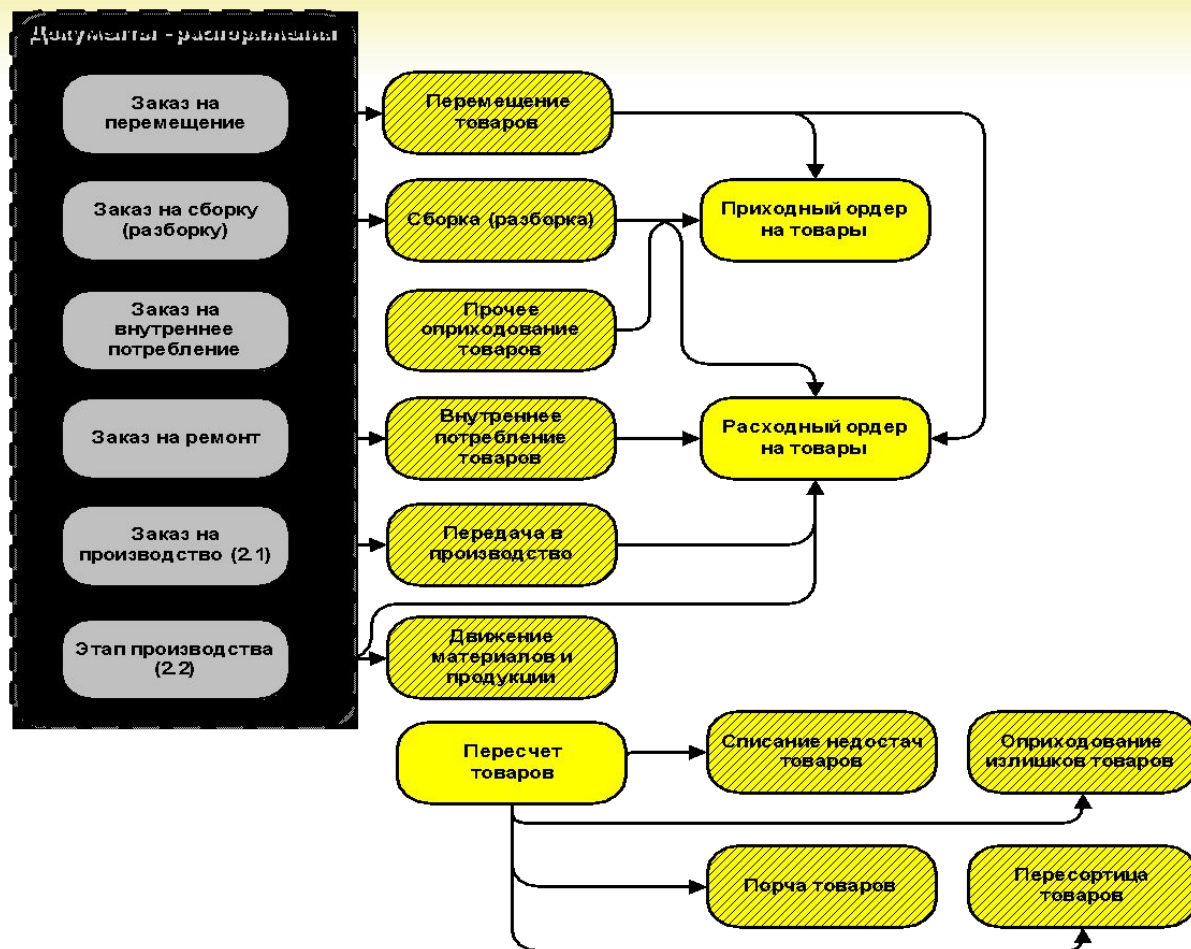 Документы - распоряжения
Заказ на
перемещение
Перемещение
товаров
Заказ на сборку
(разборку)
Сборка (разборка)
Приходный ордер
на товары
Заказ на
внутреннее
потребление
Прочее
оприходование
товаров
Заказ на ремонт
Внутреннее
потребление
товаров
Расходный ордер
на товары
Заказ на
производство (2.1)
Передача в
производство
Этап производства
(2.2)
Движение
материалов и
продукции
Пересчет
товаров
Списание недостач
товаров
Оприходование
излишков товаров
Порча товаров
Пересортица
товаров